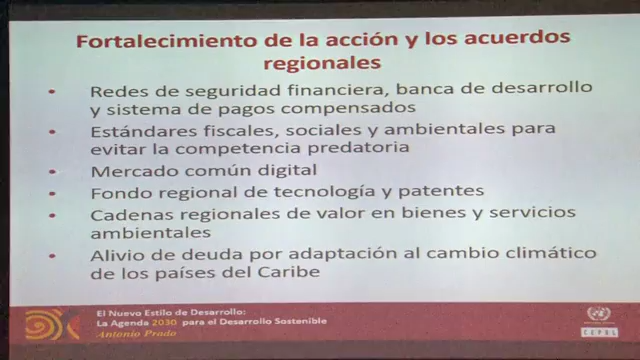 Fortalecimiento de la acción y los acuerdos
regionales
• Redes de seguridad financiera, banca de desarrollo
y sistema de pagos compensados
• Estándares fiscales, sociales y ambientales para
evitar la competencia predatoria
• Mercado común digital
• Fondo regional de tecnología y patentes
• Cadenas regionales de valor en bienes y servicios
ambientales
• Alivio de deuda por adaptación al cambio climático
de los países del Caribe
El Nuevo Estilo de Desarrollo:
La Agenda 2030 para el Desarrollo Sostenible
Antonio Prado
CEPAL